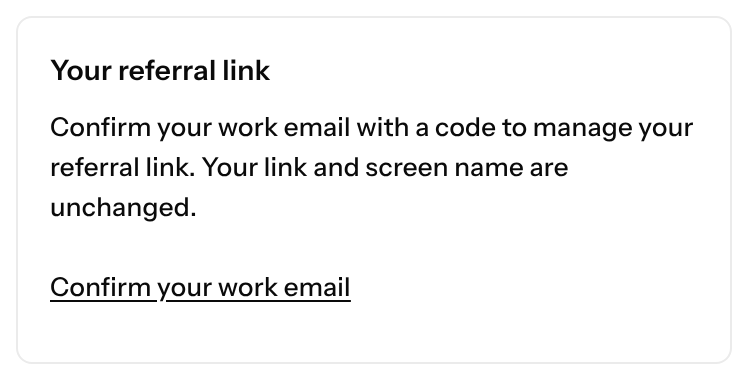 Your referral link
Confirm your work email with a code to manage your
referral link. Your link and screen name are
unchanged.
Confirm your work email